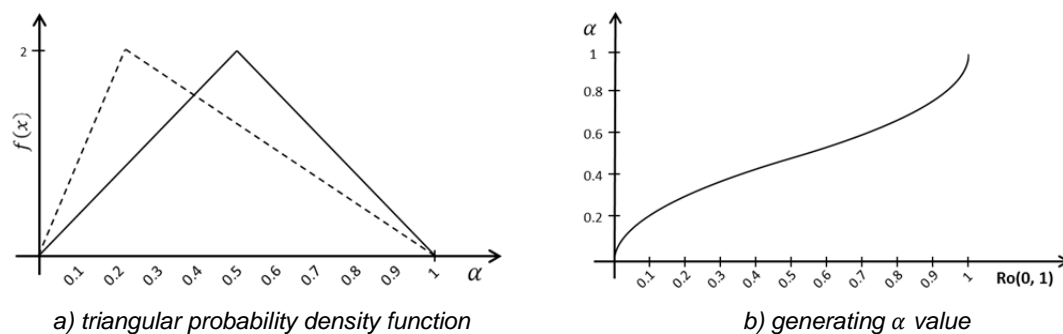 2
f(x)
0.1 0.2 0.3 0.4 0.5 0.6 0.7 0.8 0.9 1 α
a) triangular probability density function
α
1
0.8
0.6
0.4
0.2
0.1 0.2 0.3 0.4 0.5 0.6 0.7 0.8 0.9 1 Ro(0, 1)
b) generating α value